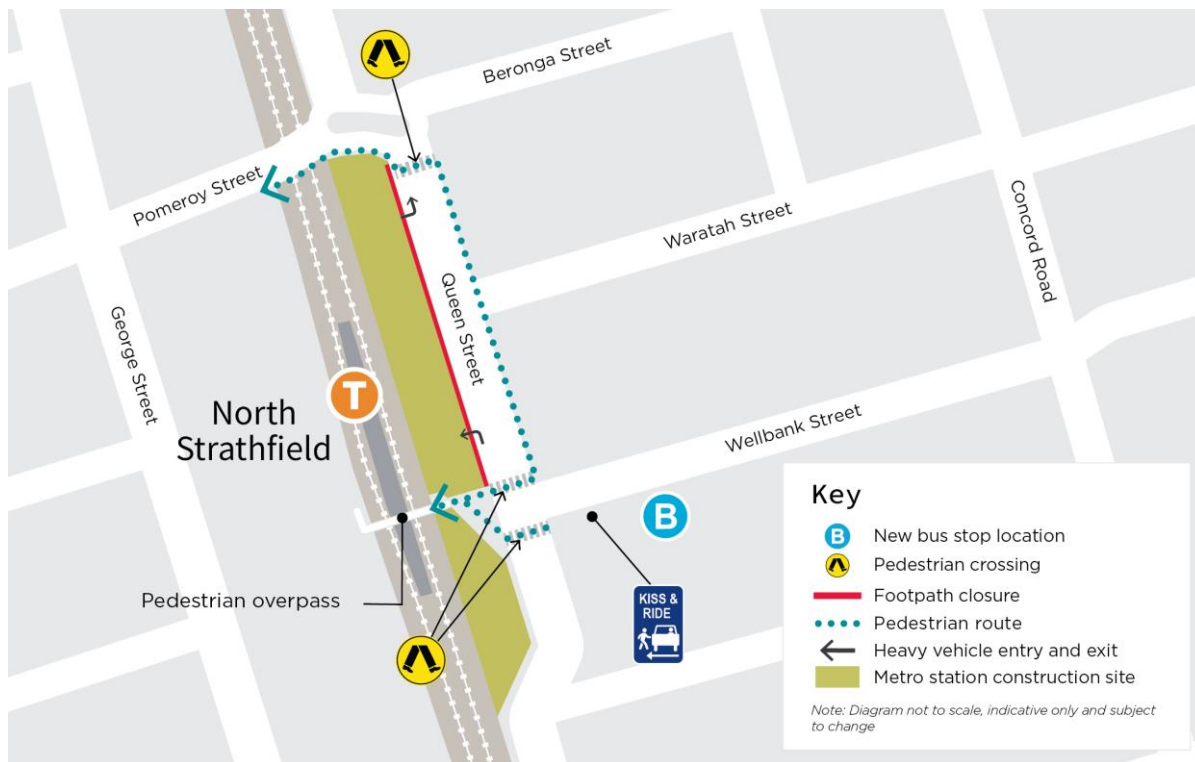 Beronga Street
Pomeroy Street
Waratah Street
Concord Road
Queen Street
George Street
T
North
Strathfield
Wellbank Street
B
Pedestrian overpass
KISS &
RIDE
Key
B New bus stop location
Pedestrian crossing
Footpath closure
Pedestrian route
Heavy vehicle entry and exit
Metro station construction site
Note: Diagram not to scale, indicative only and subject
to change